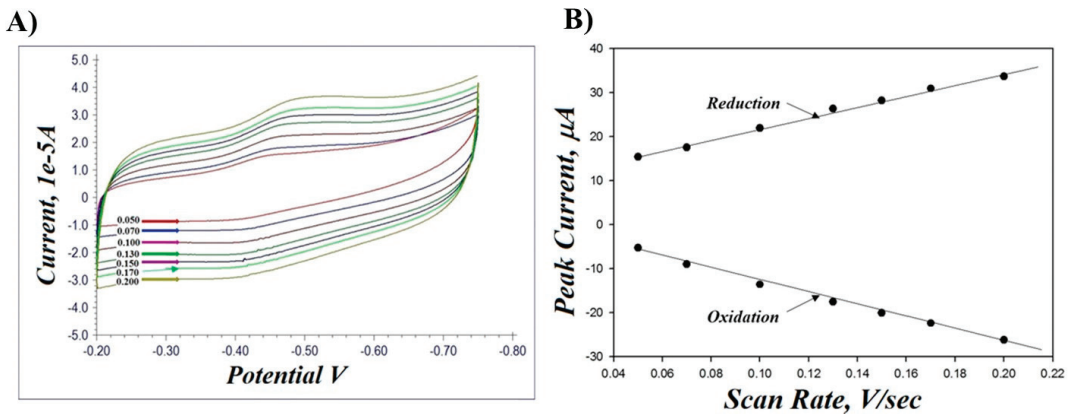 A)
5.0
4.0
3.0
2.0
1.0
0
-1.0
-2.0
-3.0
-4.0
-5.0
Current, 1e-5A
0.050
0.070
0.100
0.130
0.150
0.170
0.200
-0.20 -0.30 -0.40 -0.50 -0.60 -0.70 -0.80
Potential V
B)
40
30
20
10
0
-10
-20
-30
Peak Current, μA
Reduction
Oxidation
0.04 0.06 0.08 0.10 0.12 0.14 0.16 0.18 0.20 0.22
Scan Rate, V/sec